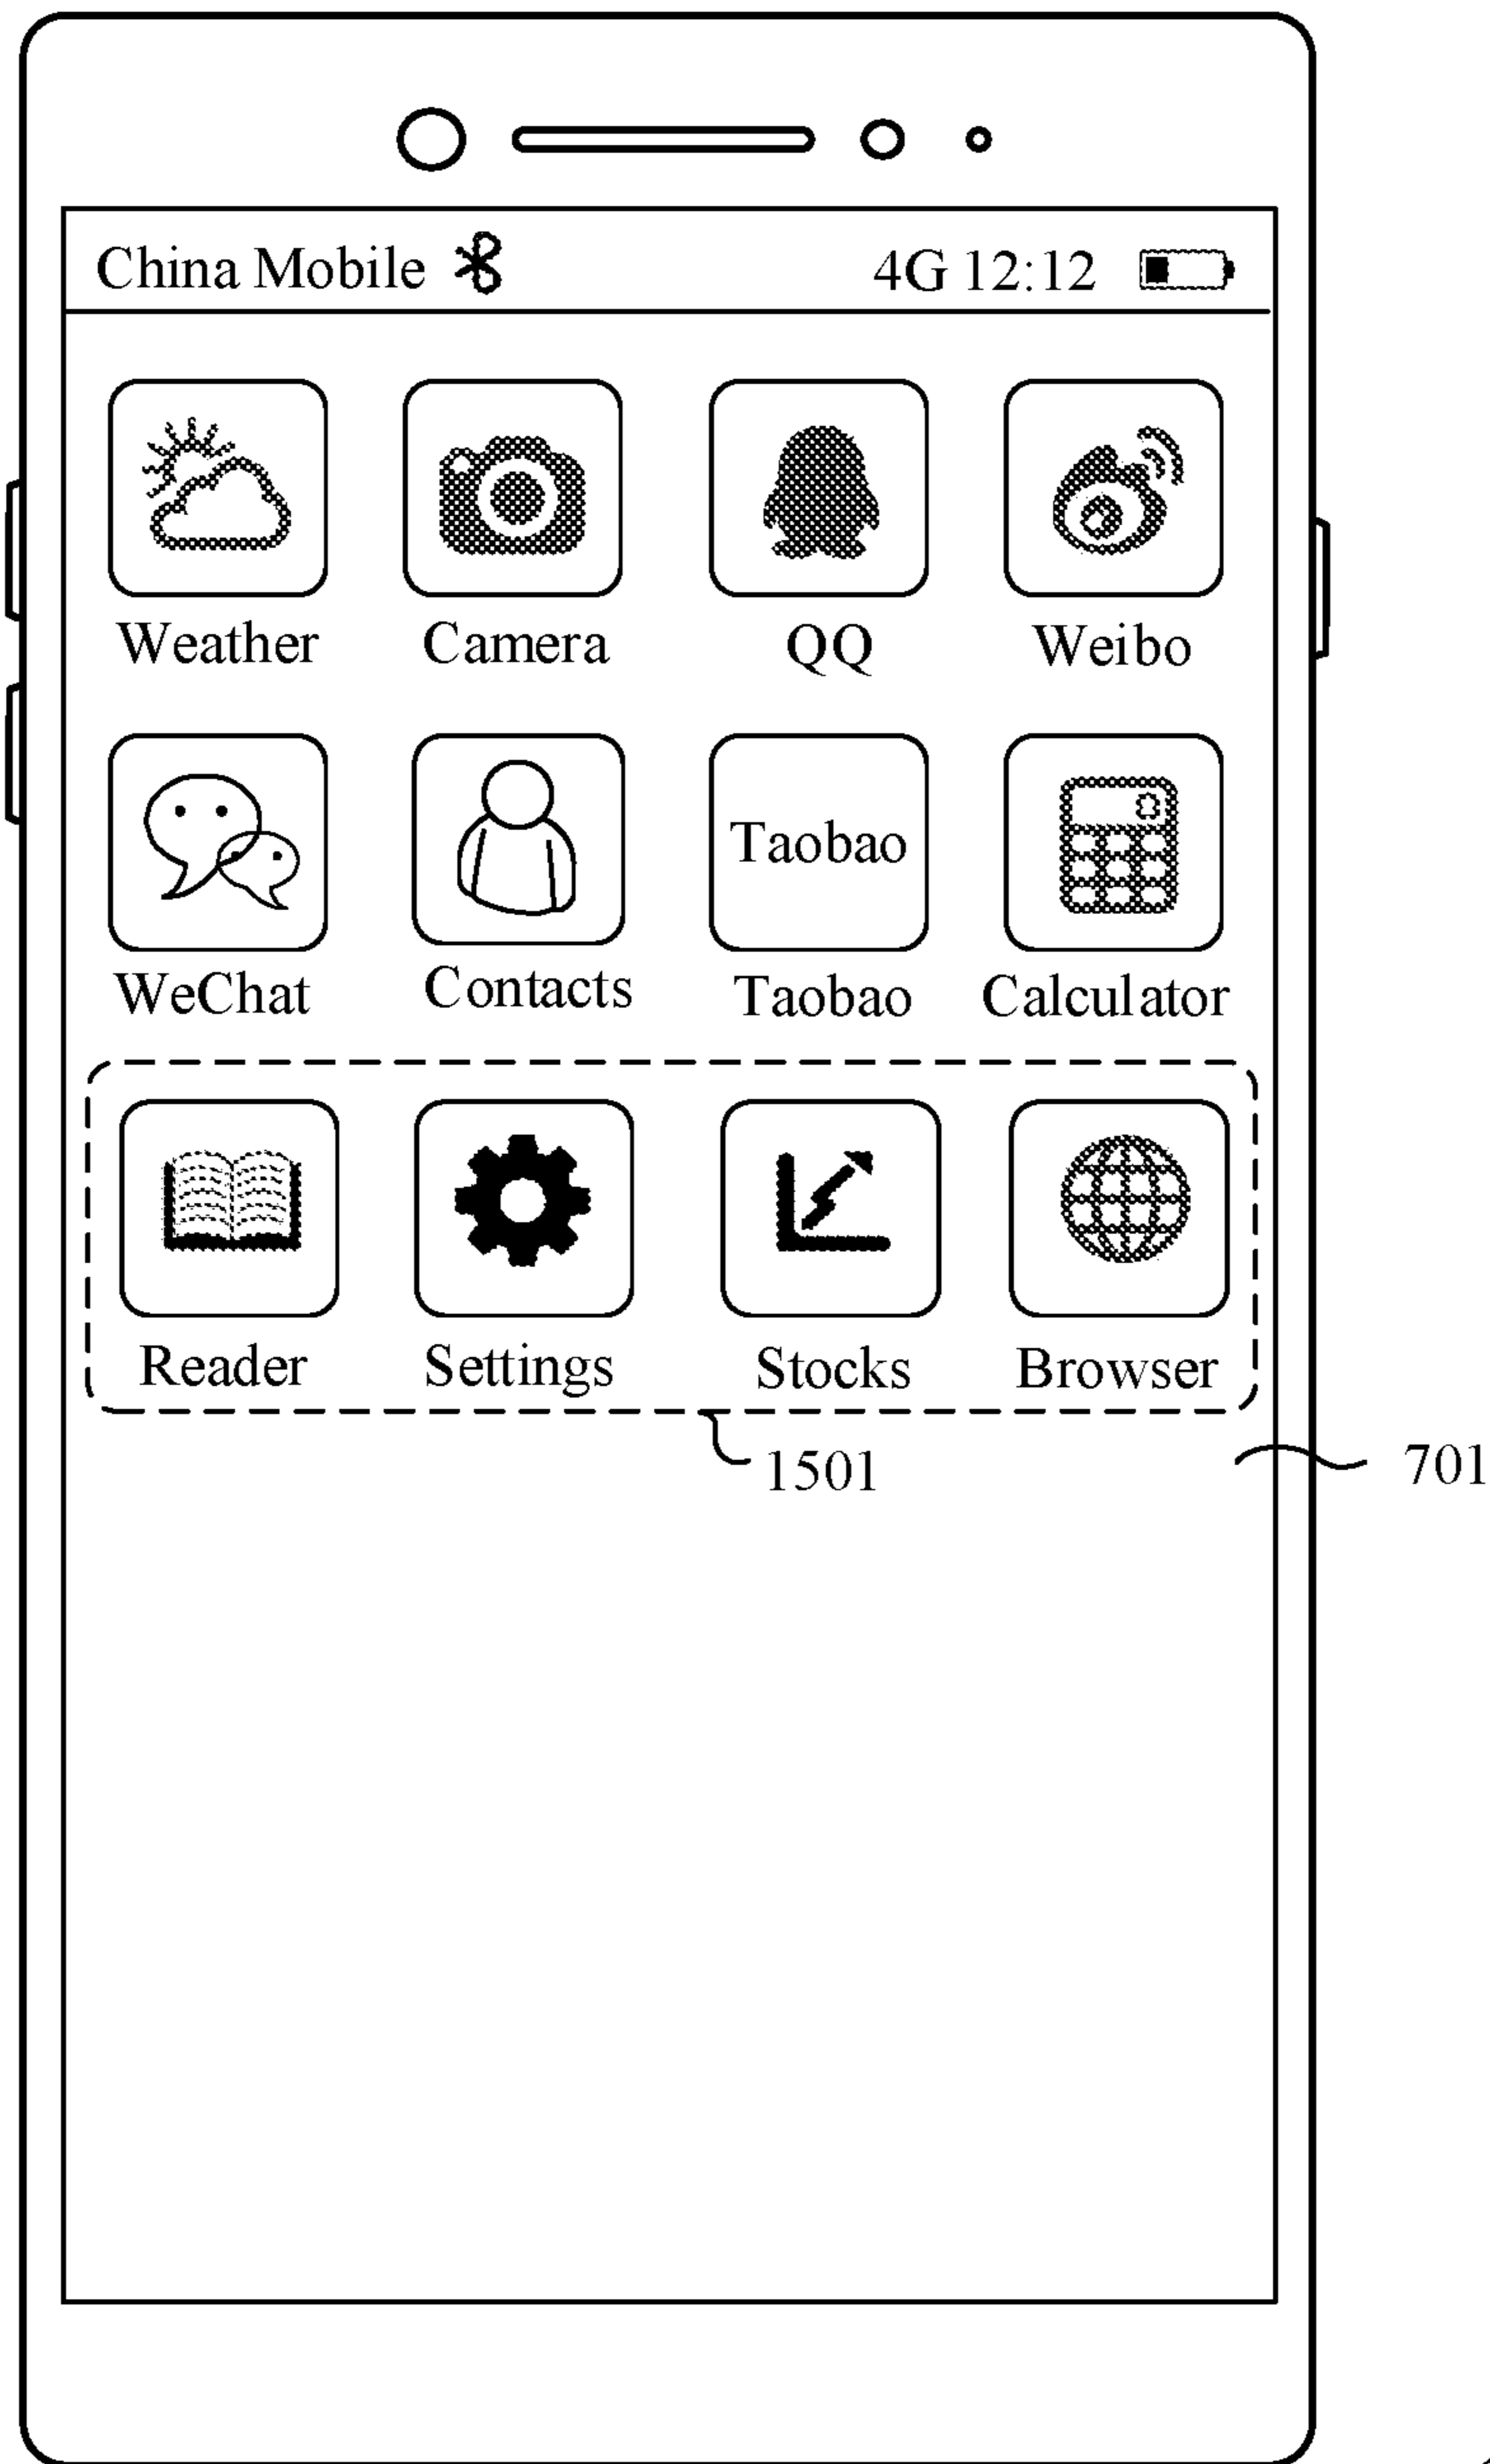 China Mobile 4G 12:12
Weather Camera QQ Weibo
Taobao
WeChat Contacts Taobao Calculator
Reader Settings Stocks Browser
1501 701